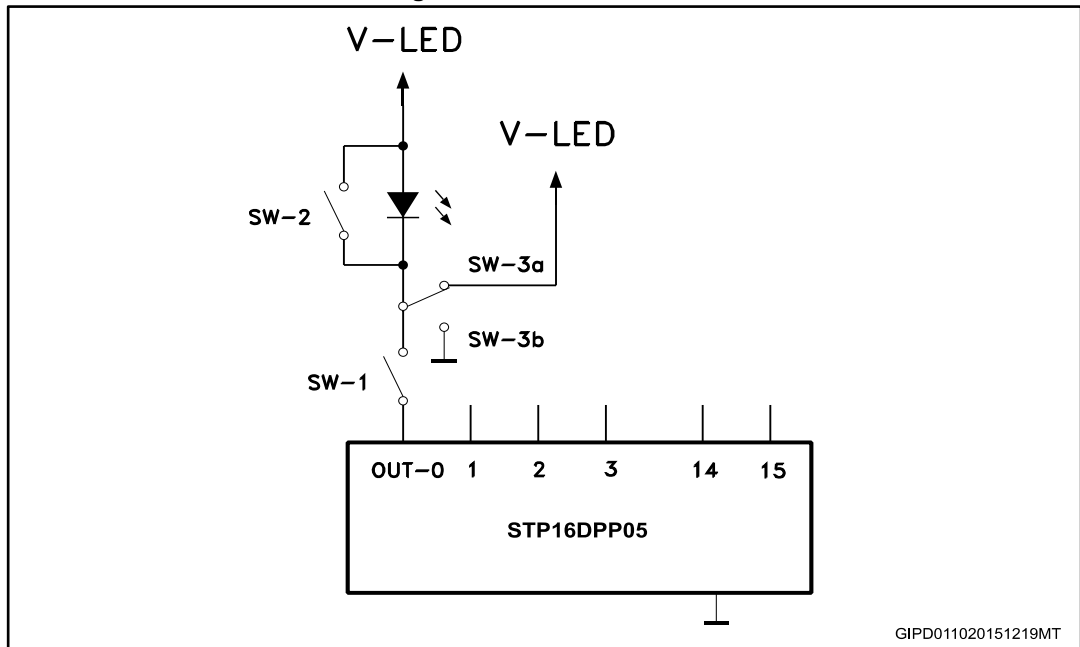 V-LED
V-LED
SW-2
SW-3a
SW-3b
SW-1
OUT-0 1 2 3 14 15
STP16DPP05
GIPD011020151219MT